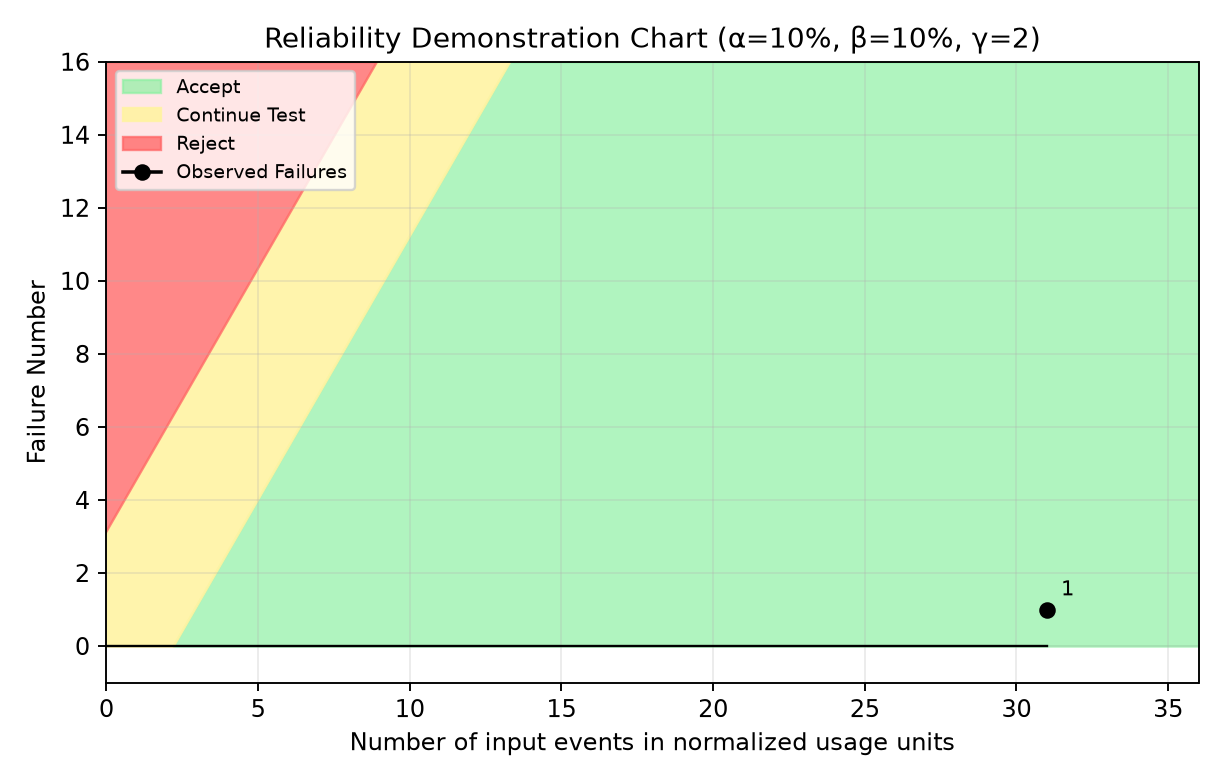 Reliability Demonstration Chart (α=10%, β=10%, γ=2)
16
14
12
10
8
6
4
2
0
Failure Number
Accept
Continue Test
Reject
Observed Failures
1
0 5 10 15 20 25 30 35
Number of input events in normalized usage units